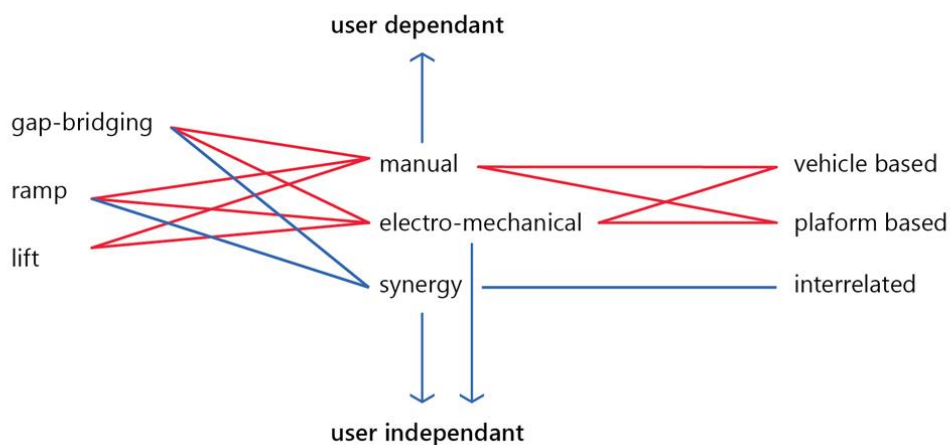 user dependant
gap-bridging
manual
vehicle based
ramp
electro-mechanical
plaform based
lift
synergy
interrelated
user independant